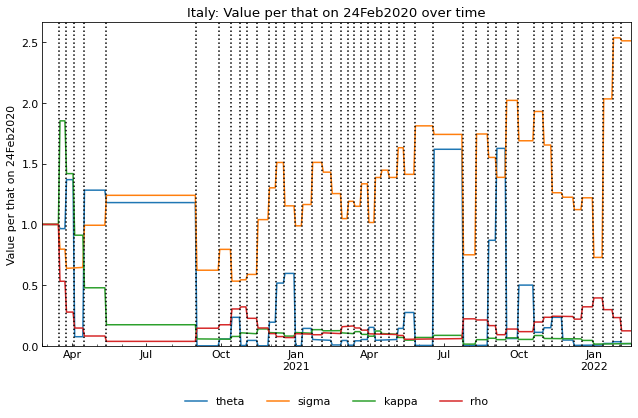 Italy: Value per that on 24Feb2020 over time
Value per that on 24Feb2020
2.5
2.0
1.5
1.0
0.5
0.0
Apr Jul Oct Jan Apr Jul Oct Jan
2021 2022
theta sigma kappa rho